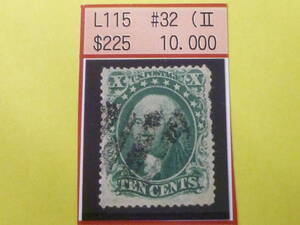 L115 #32 (II
$225 10.000
U.S. POSTAGE
X X
TEN CENTS